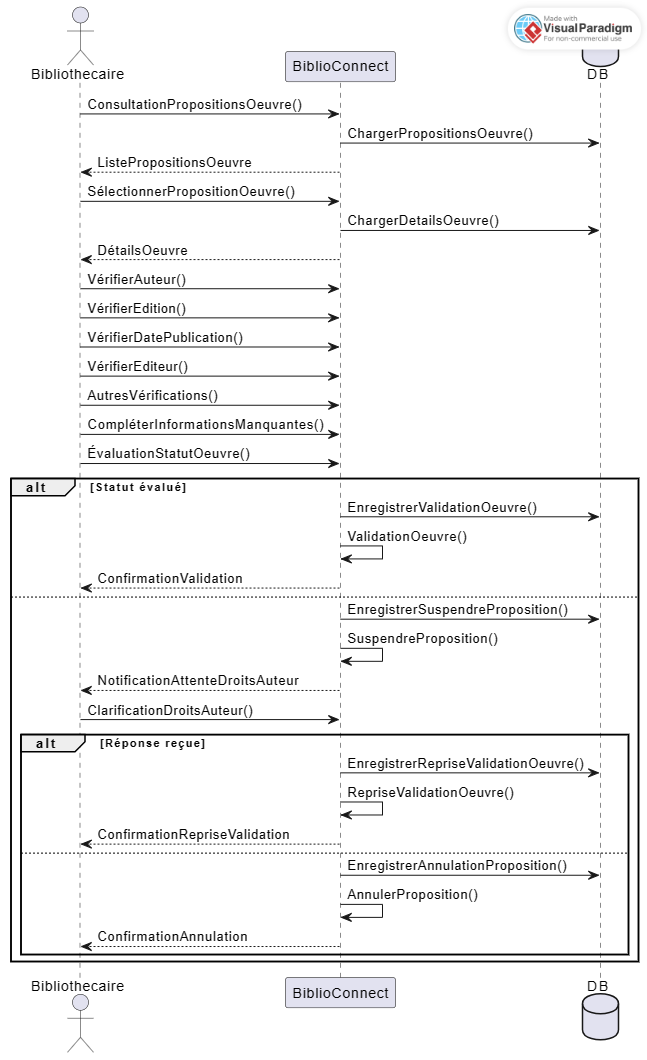 Made with
VisualParadigm
For non-commercial use
Bibliothecaire
BiblioConnect
DB
ConsultationPropositionsOeuvre()
ChargerPropositionsOeuvre()
ListePropositionsOeuvre
SélectionnerPropositionOeuvre()
ChargerDetailsOeuvre()
DétailsOeuvre
VérifierAuteur()
VérifierEdition()
VérifierDatePublication()
VérifierEditeur()
AutresVérifications()
CompléterInformationsManquantes()
ÉvaluationStatutOeuvre()
alt [Statut évalué]
EnregistrerValidationOeuvre()
ValidationOeuvre()
ConfirmationValidation
EnregistrerSuspendreProposition()
SuspendreProposition()
NotificationAttenteDroitsAuteur
ClarificationDroitsAuteur()
alt [Réponse reçue]
EnregistrerRepriseValidationOeuvre()
RepriseValidationOeuvre()
ConfirmationRepriseValidation
EnregistrerAnnulationProposition()
AnnulerProposition()
ConfirmationAnnulation
Bibliothecaire
BiblioConnect
DB